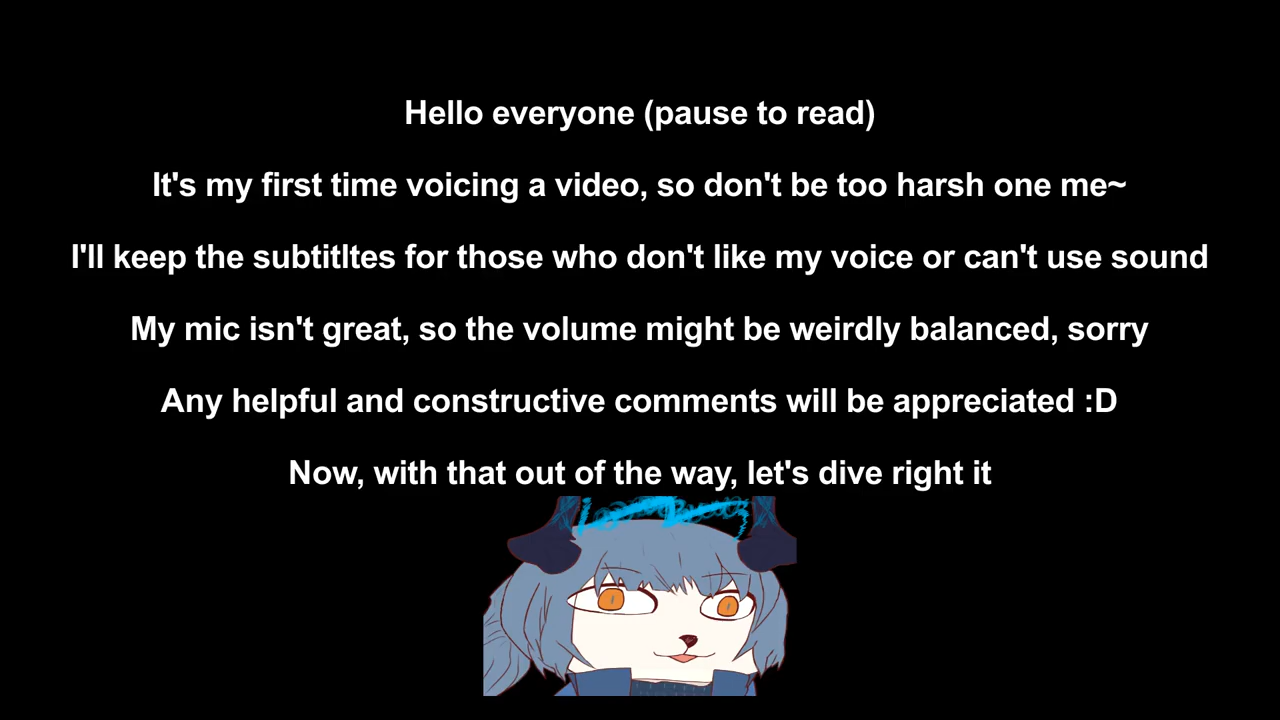 Hello everyone (pause to read)
It's my first time voicing a video, so don't be too harsh one me~
I'll keep the subtitltes for those who don't like my voice or can't use sound
My mic isn't great, so the volume might be weirdly balanced, sorry
Any helpful and constructive comments will be appreciated :D
Now, with that out of the way, let's dive right it